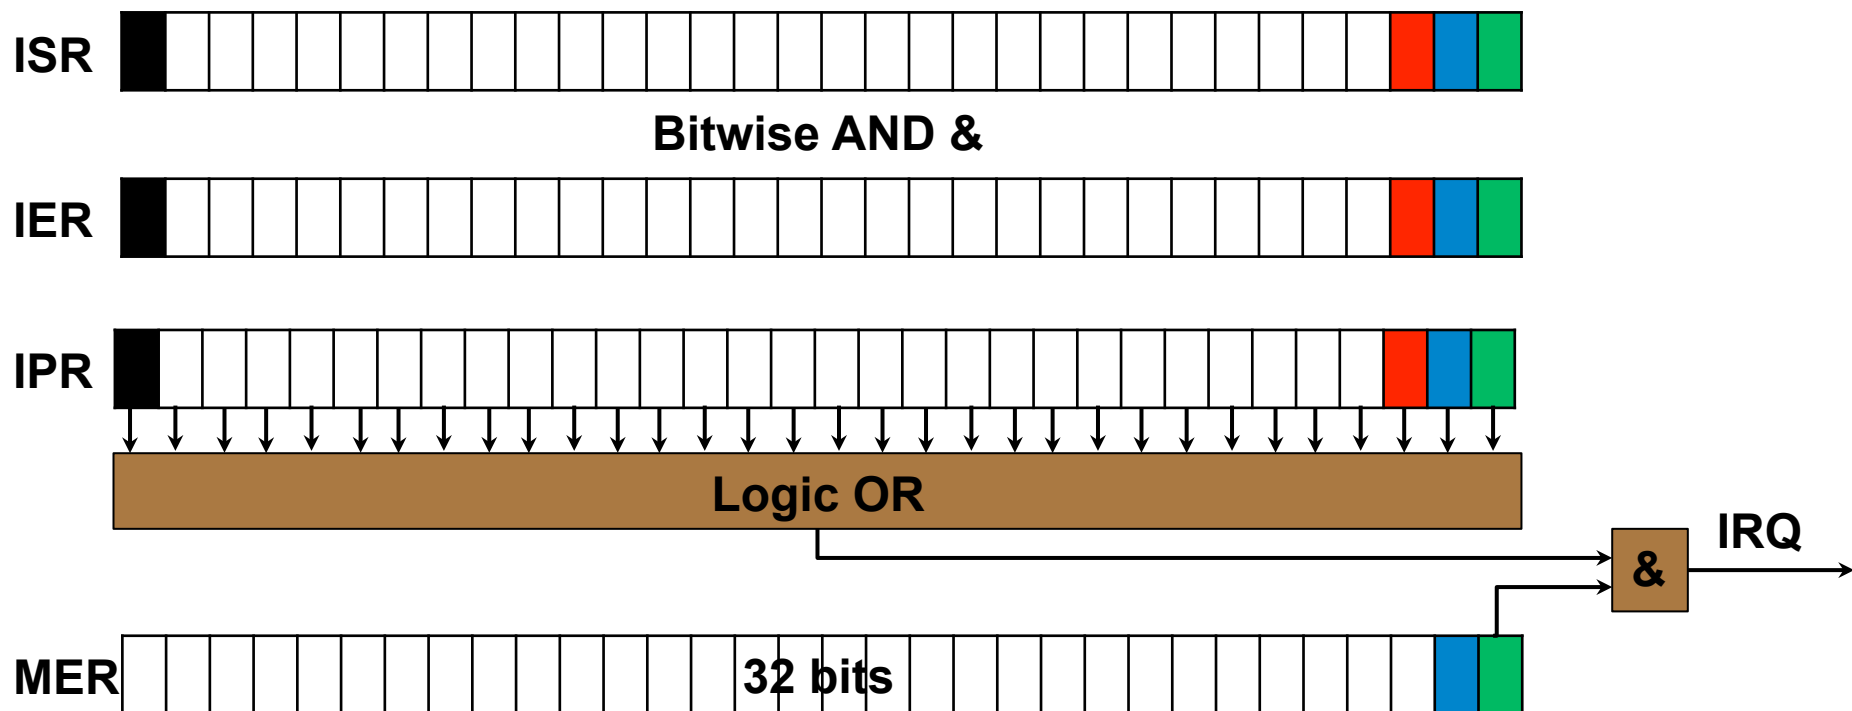 ISR
Bitwise AND &
IER
IPR
Logic OR
IRQ
&
MER
32 bits